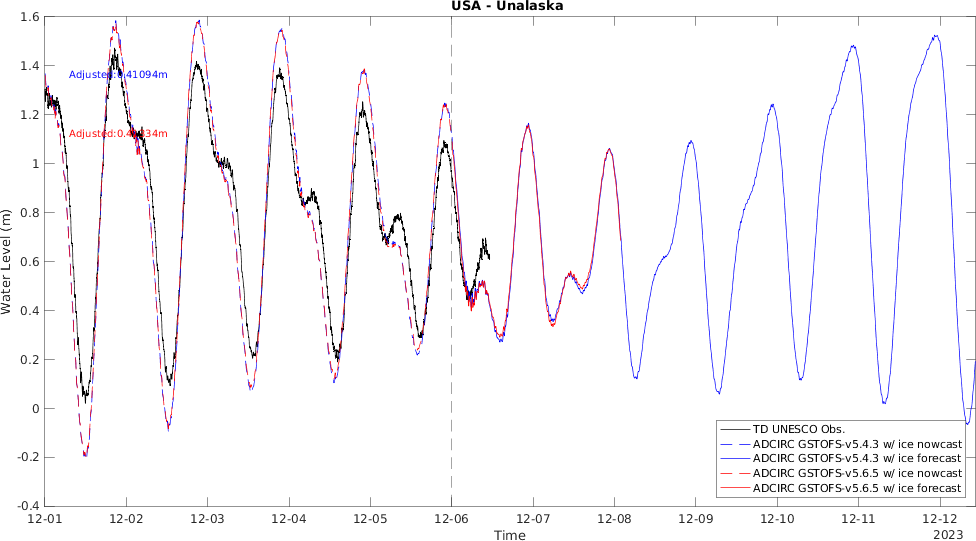 USA - Unalaska
1.6
1.4
1.2
1
0.8
0.6
0.4
0.2
0
-0.2
-0.4
Water Level (m)
Adjusted:0.41094m
TD UNESCO Obs.
ADCIRC GSTOFS-v5.4.3 w/ ice nowcast
ADCIRC GSTOFS-v5.4.3 w/ ice forecast
ADCIRC GSTOFS-v5.6.5 w/ ice nowcast
ADCIRC GSTOFS-v5.6.5 w/ ice forecast
12-01 12-02 12-03 12-04 12-05 12-06 12-07 12-08 12-09 12-10 12-11 12-12
Time
2023